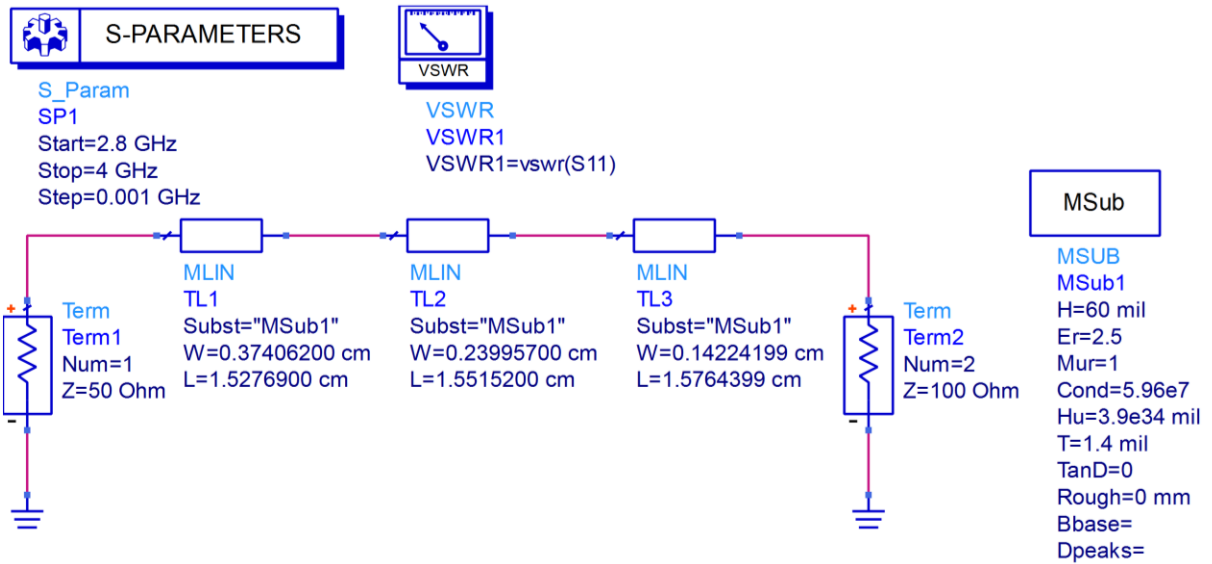 S-PARAMETERS
S_Param
SP1
Start=2.8 GHz
Stop=4 GHz
Step=0.001 GHz
VSWR
VSWR
VSWR1
VSWR1=vswr(S11)
+
Term
Term1
Num=1
Z=50 Ohm
-
MLIN
TL1
Subst="MSub1"
W=0.37406200 cm
L=1.5276900 cm
MLIN
TL2
Subst="MSub1"
W=0.23995700 cm
L=1.5515200 cm
MLIN
TL3
Subst="MSub1"
W=0.14224199 cm
L=1.5764399 cm
+
Term
Term2
Num=2
Z=100 Ohm
-
MSub
MSUB
MSub1
H=60 mil
Er=2.5
Mur=1
Cond=5.96e7
Hu=3.9e34 mil
T=1.4 mil
TanD=0
Rough=0 mm
Bbase=
Dpeaks=